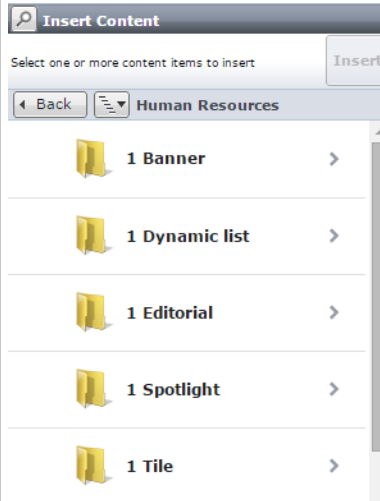 Insert Content
Select one or more content items to insert
Insert
Back
Human Resources
1 Banner
1 Dynamic list
1 Editorial
1 Spotlight
1 Tile